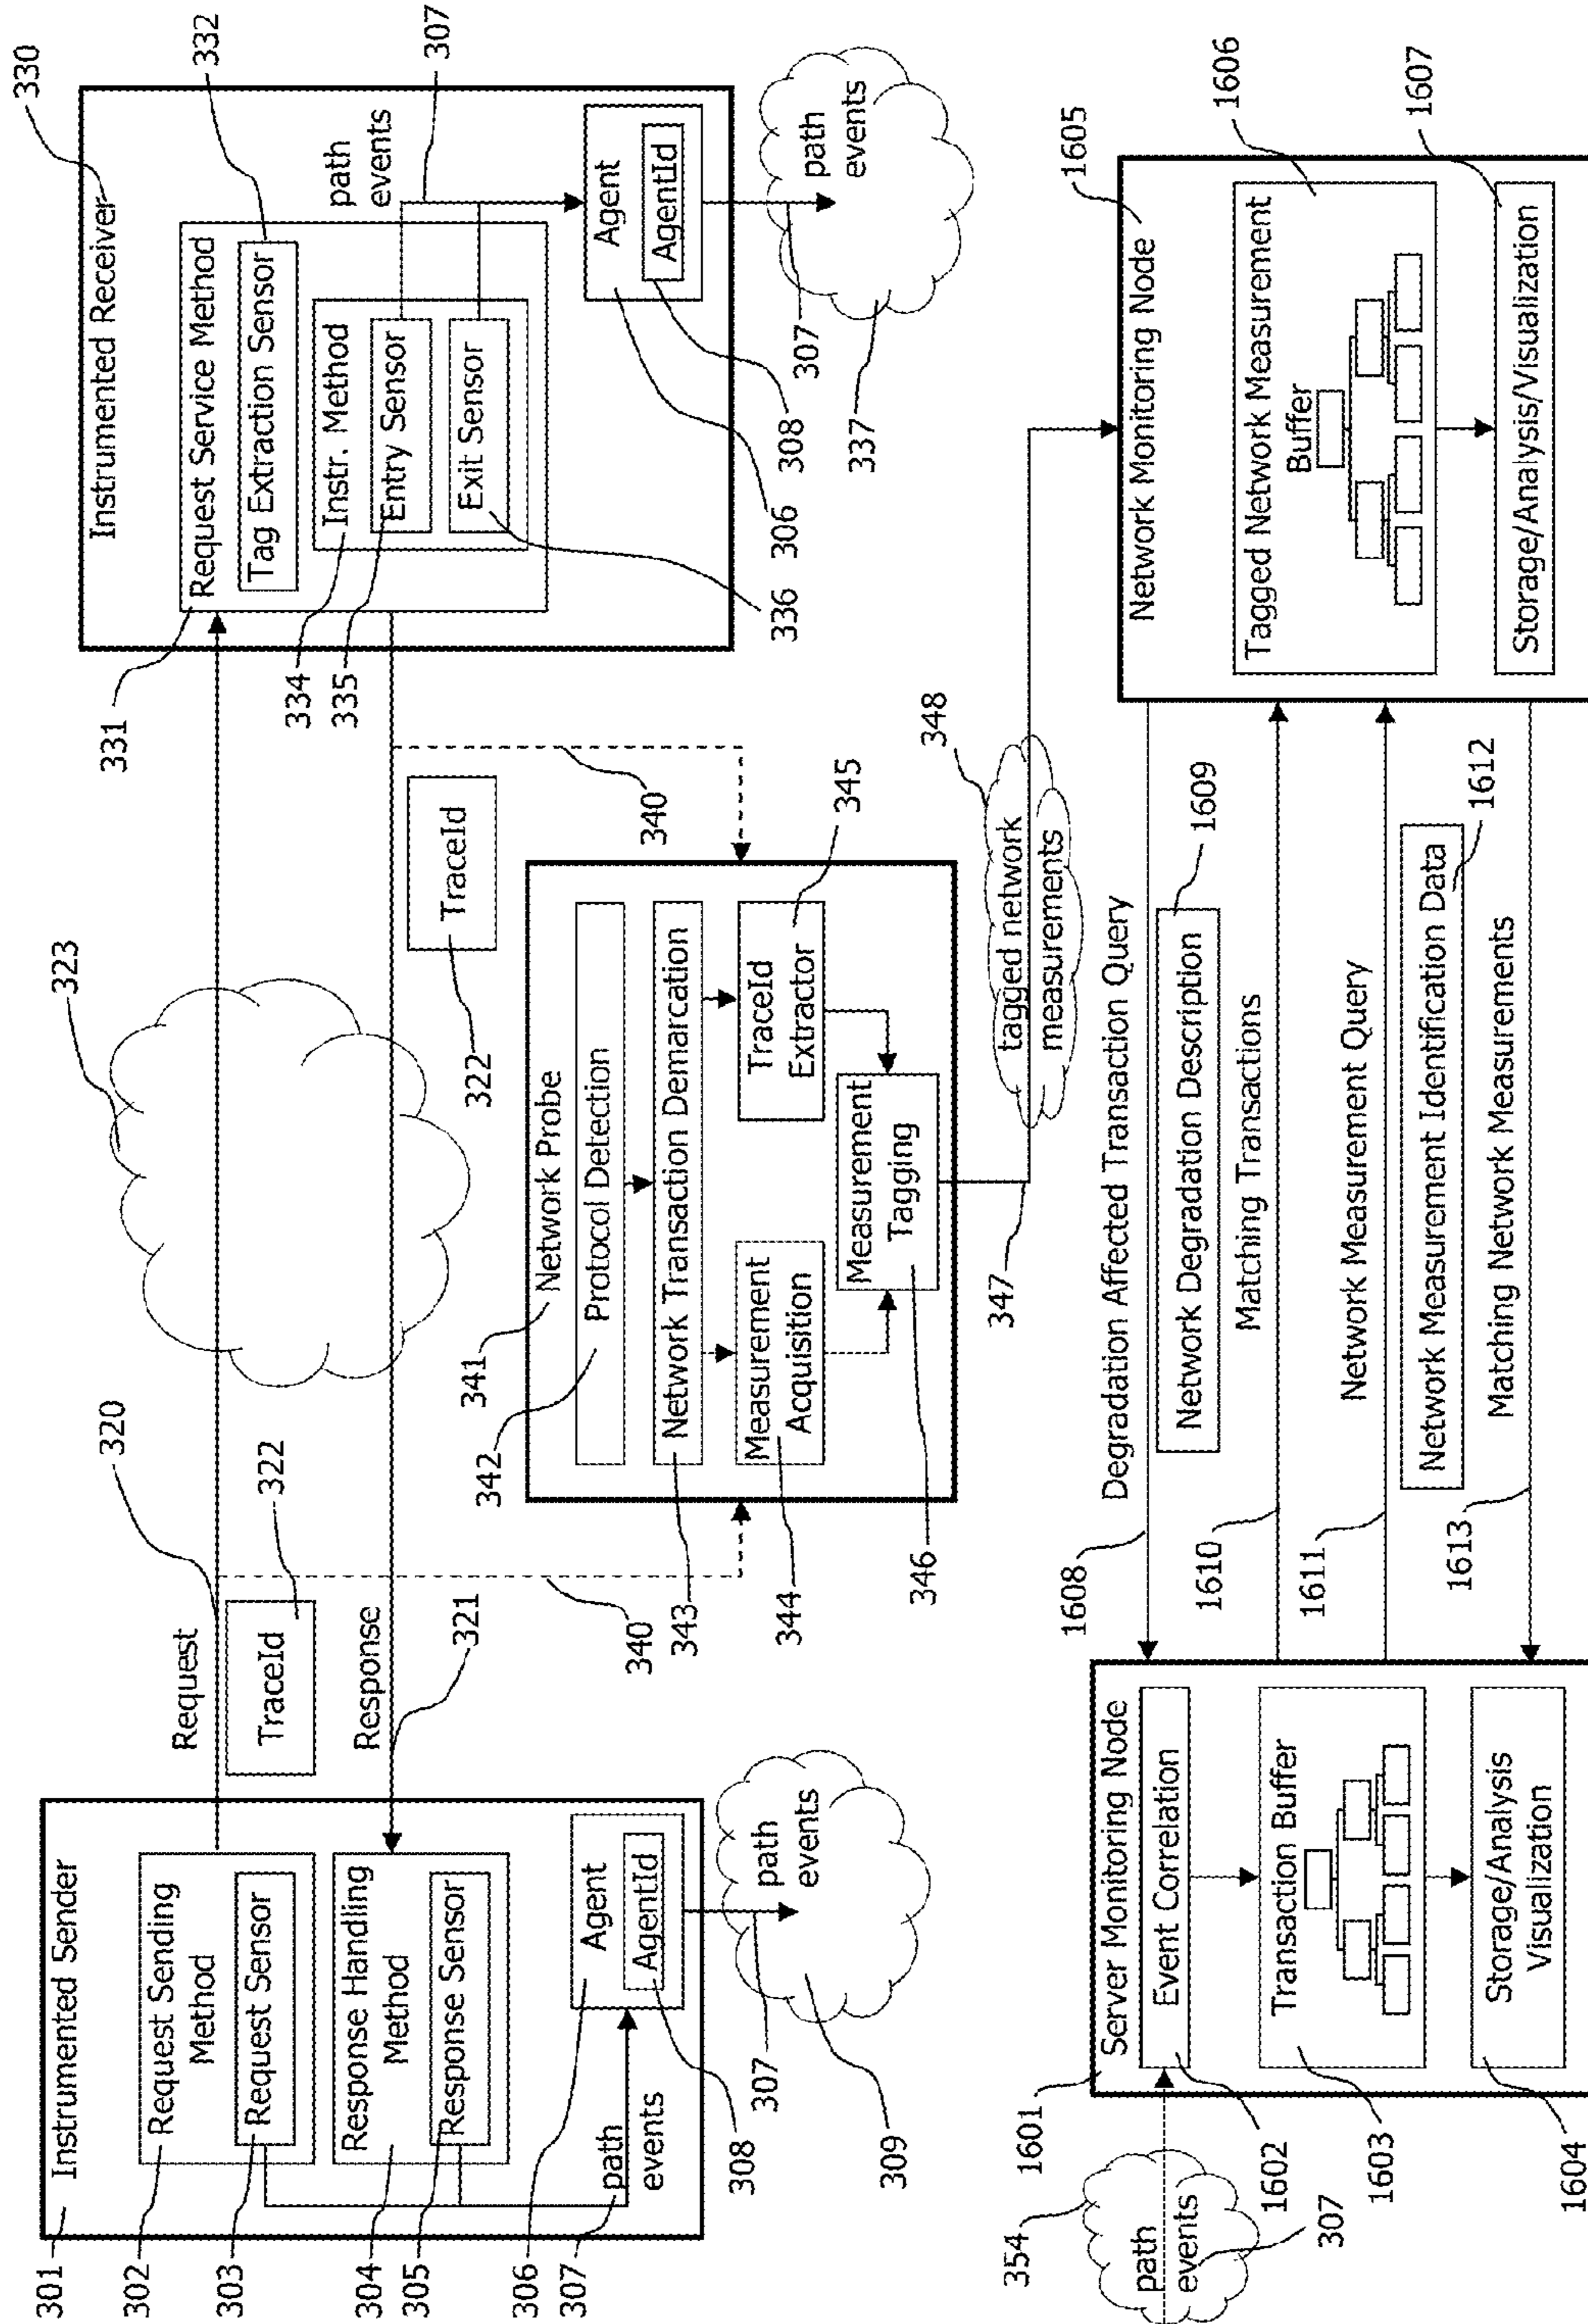 301
Instrumented Sender
302
Request Sending
Method
303
Request Sensor
304
Response Handling
Method
305
Response Sensor
306
307
path
events
Agent
AgentId
308
307
path
events
309
Request
320
TraceId
322
Response
321
323
TraceId
322
340
340
341
Network Probe
342
Protocol Detection
343
Network Transaction Demarcation
344
Measurement
Acquisition
TraceId
Extractor
345
Measurement
Tagging
346
347
tagged network
measurements
348
330
Instrumented Receiver
331
Request Service Method
332
Tag Extraction Sensor
334
Instr. Method
335
Entry Sensor
Exit Sensor
336
path
events
307
Agent
AgentId
306
308
307
path
events
337
354
path
events
307
1601
Server Monitoring Node
Event Correlation
1602
Transaction Buffer
1603
Storage/Analysis
Visualization
1604
1608
Degradation Affected Transaction Query
Network Degradation Description
1609
1610
Matching Transactions
1611
Network Measurement Query
Network Measurement Identification Data
1612
1613
Matching Network Measurements
Network Monitoring Node
1605
Tagged Network Measurement
Buffer
1606
Storage/Analysis/Visualization
1607